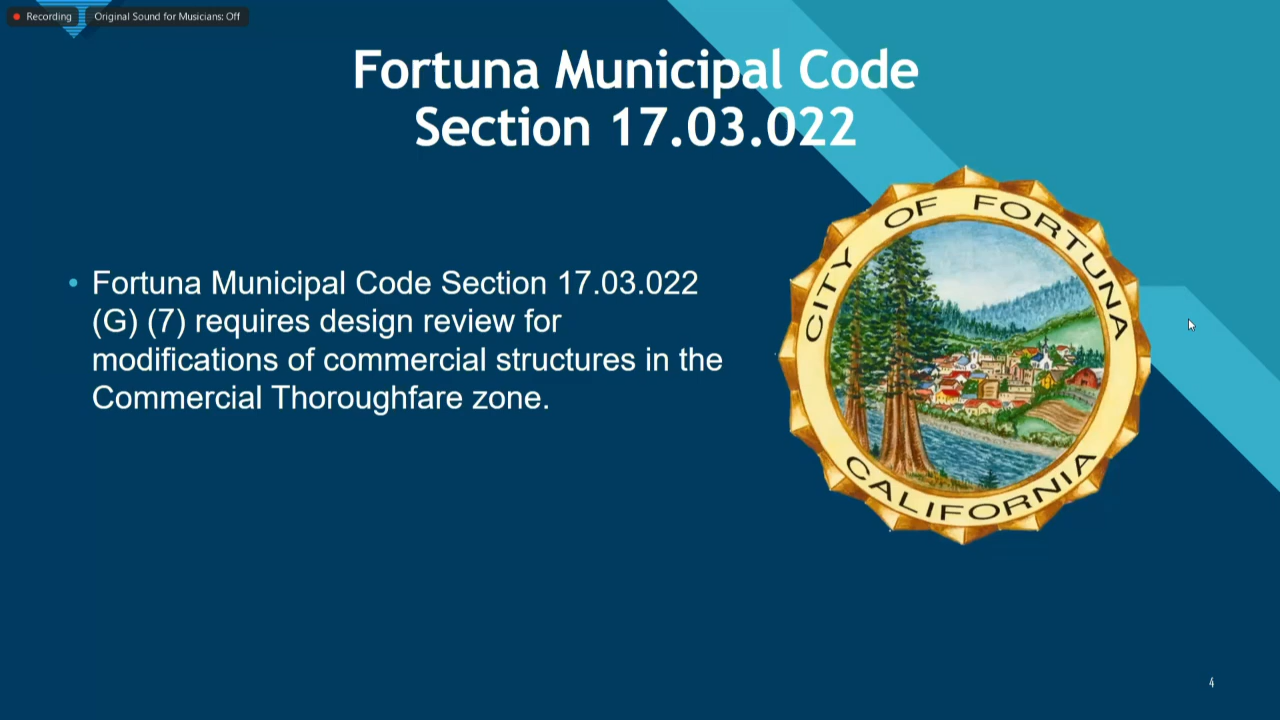 Recording
Original Sound for Musicians: Off
Fortuna Municipal Code
Section 17.03.022
• Fortuna Municipal Code Section 17.03.022
(G) (7) requires design review for
modifications of commercial structures in the
Commercial Thoroughfare zone.
CITY OF FORTUNA
CALIFORNIA
4